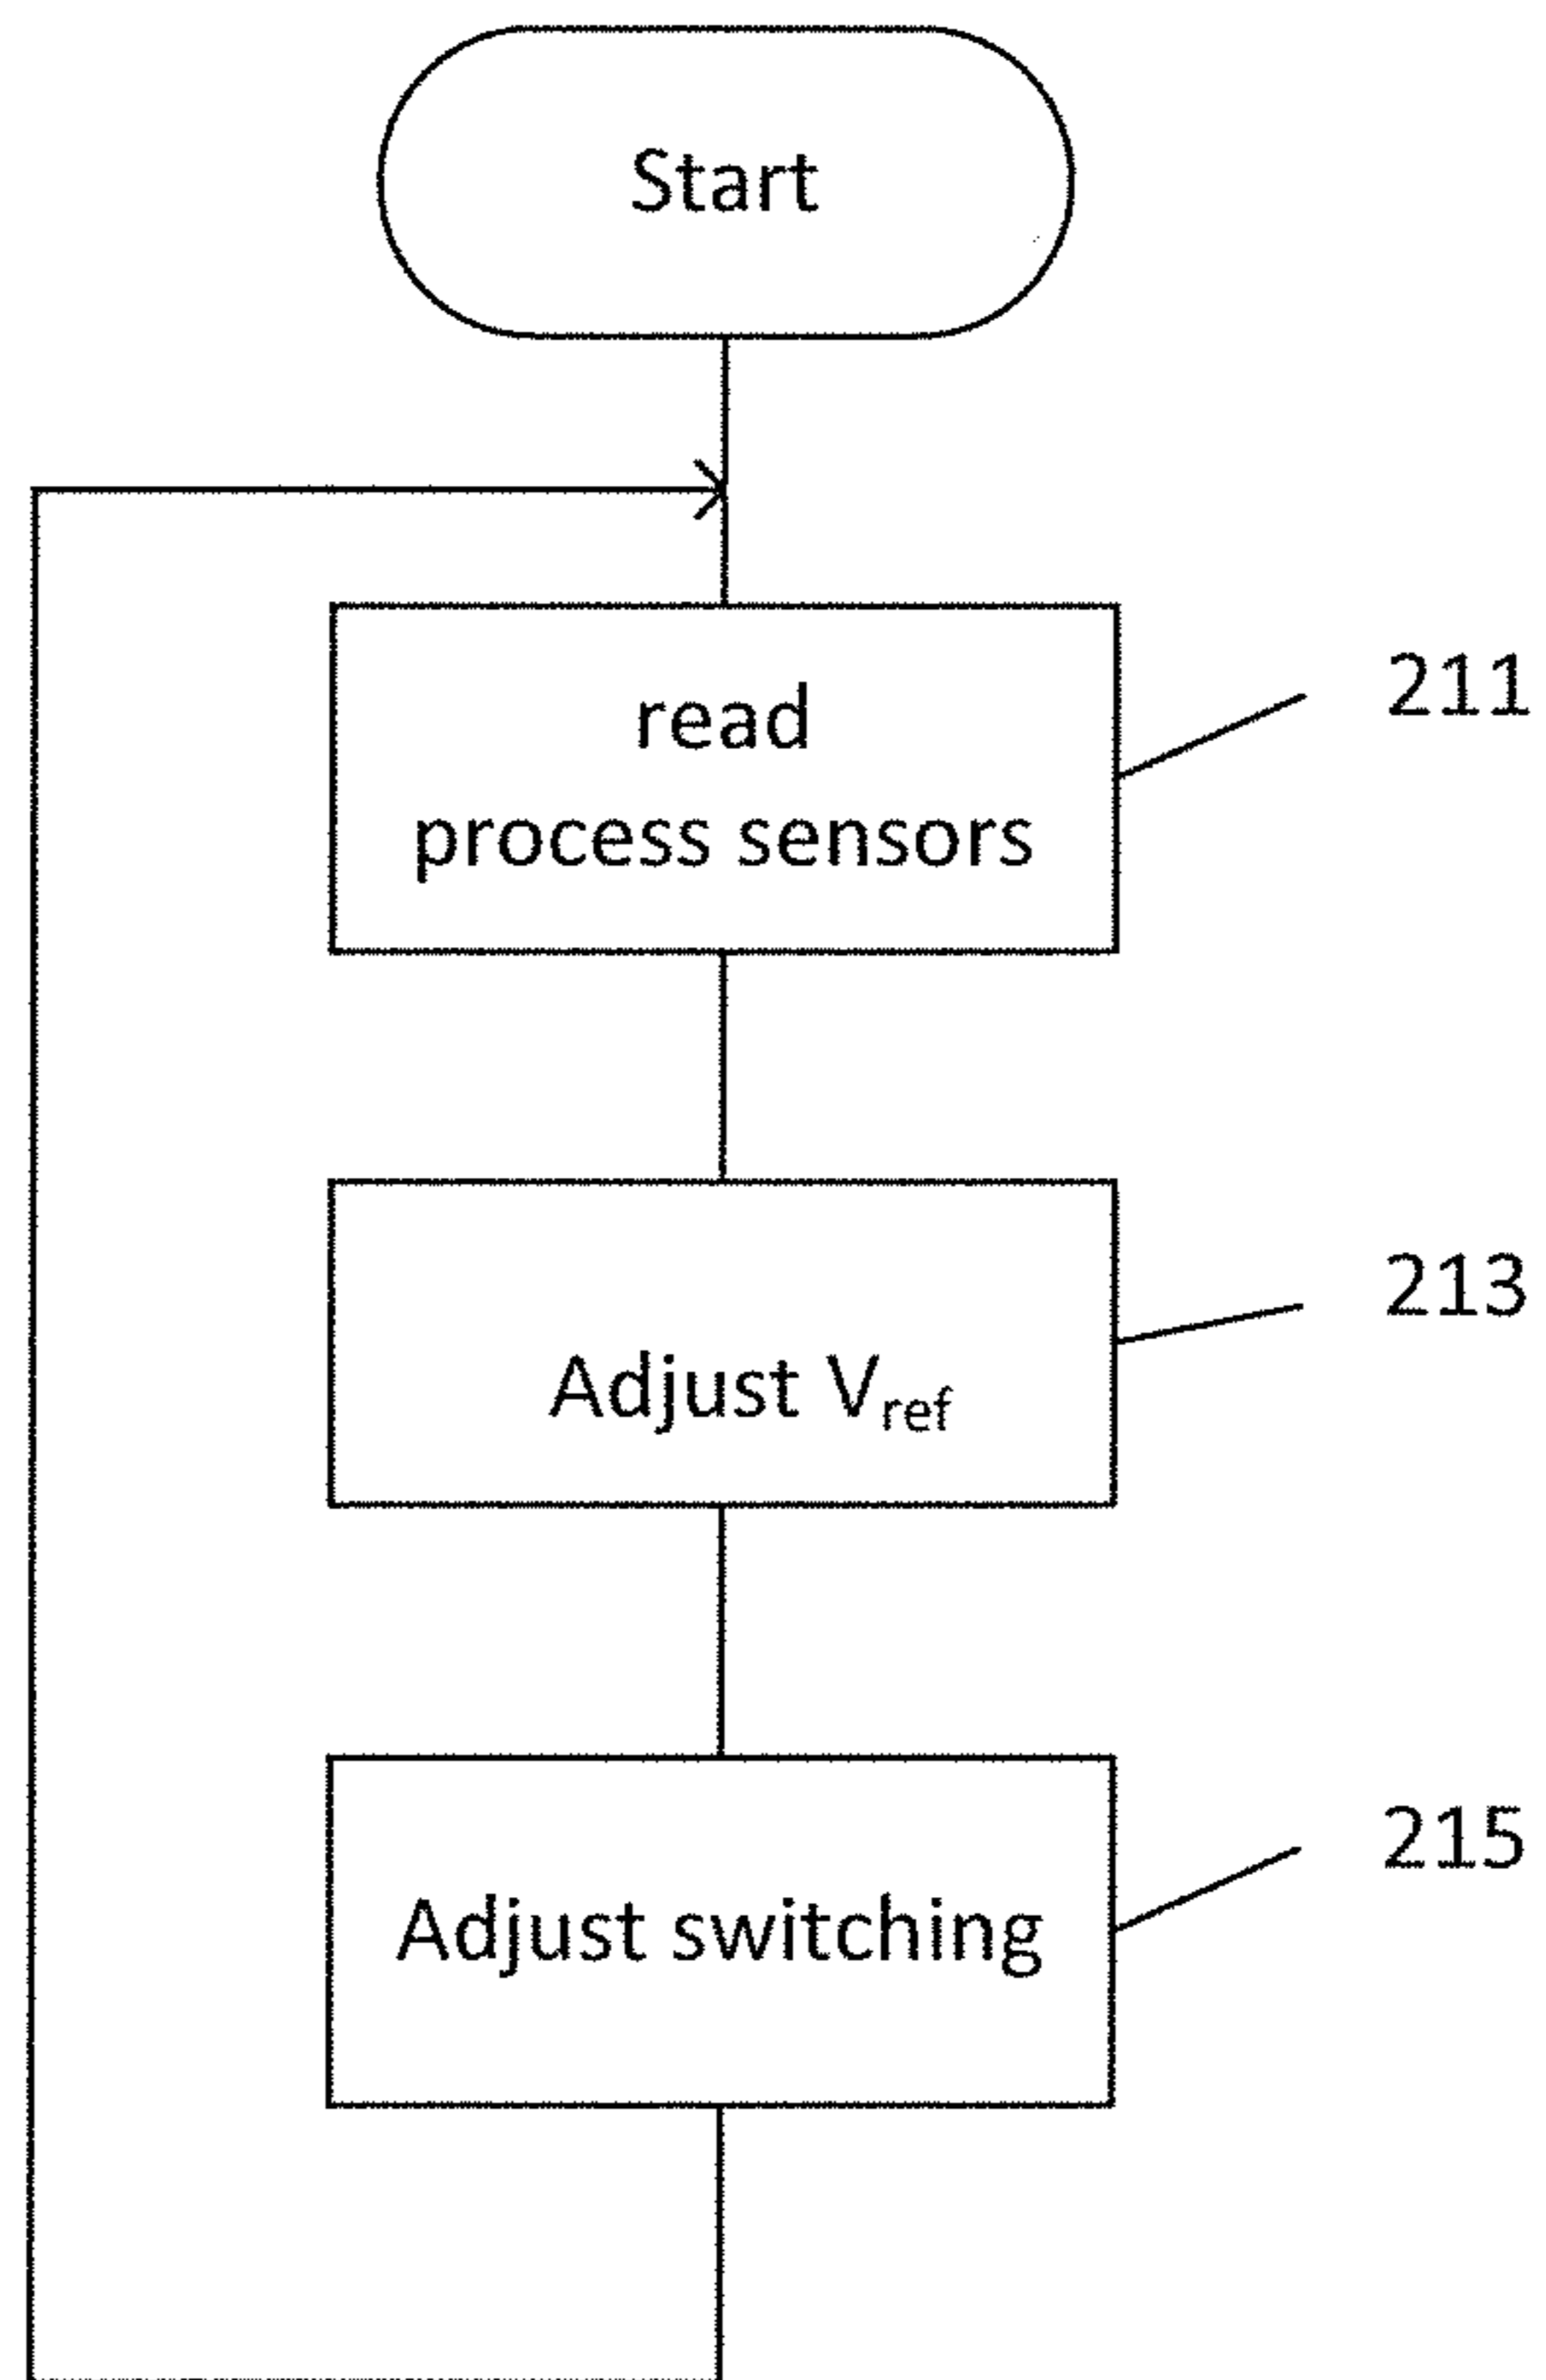 Start
read
process sensors
211
Adjust Vref
213
Adjust switching
215